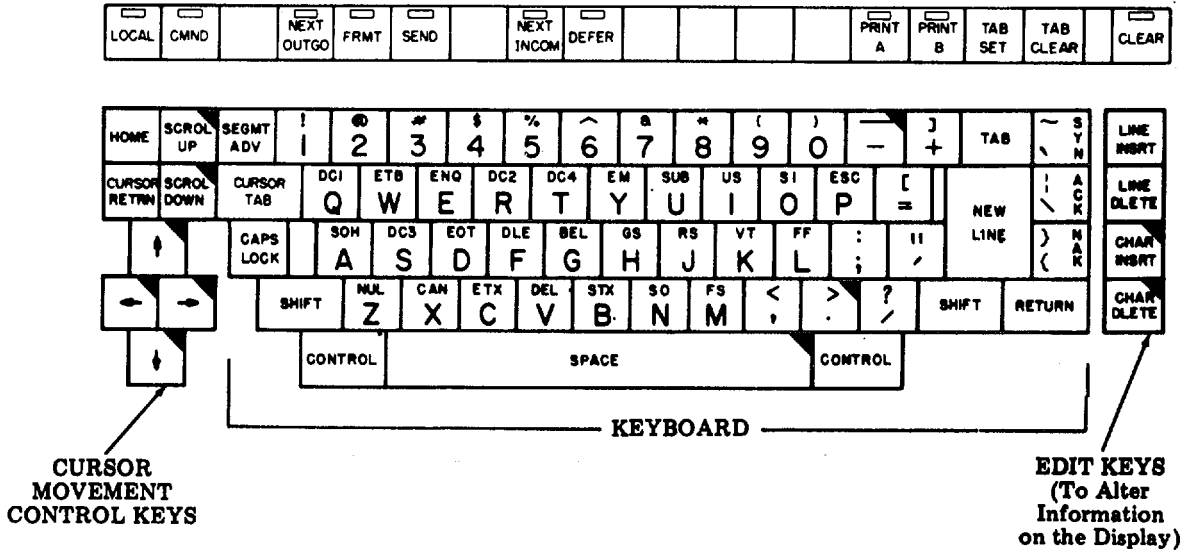 LOCAL CMND NEXT OUTGO FRMT SEND NEXT INCOM DEFER PRINT A PRINT B TAB SET TAB CLEAR CLEAR
HOME SCROL UP SEGMT ADV ! 1 @ 2 # 3 $ 4 % 5 ^ 6 & 7 * 8 ( 9 ) 0 — - ] + TAB ~ \ SYN LINE INSRT
CURSOR RETRN SCROL DOWN CURSOR TAB DC1 Q ETB W ENQ E DC2 R DC4 T EM Y SUB U US I SI O ESC P [ = NEW LINE ¦ \ ACK LINE DLETE
↑ CAPS LOCK SOH A DC3 S EOT D DLE F BEL G GS H RS J VT K FF L : ; " ' } { NAK CHAR INSRT
← → SHIFT NUL Z CAN X ETX C DEL V STX B SO N FS M < , > . ? / SHIFT RETURN CHAR DLETE
↓ CONTROL SPACE CONTROL
KEYBOARD
CURSOR
MOVEMENT
CONTROL KEYS
EDIT KEYS
(To Alter
Information
on the Display)